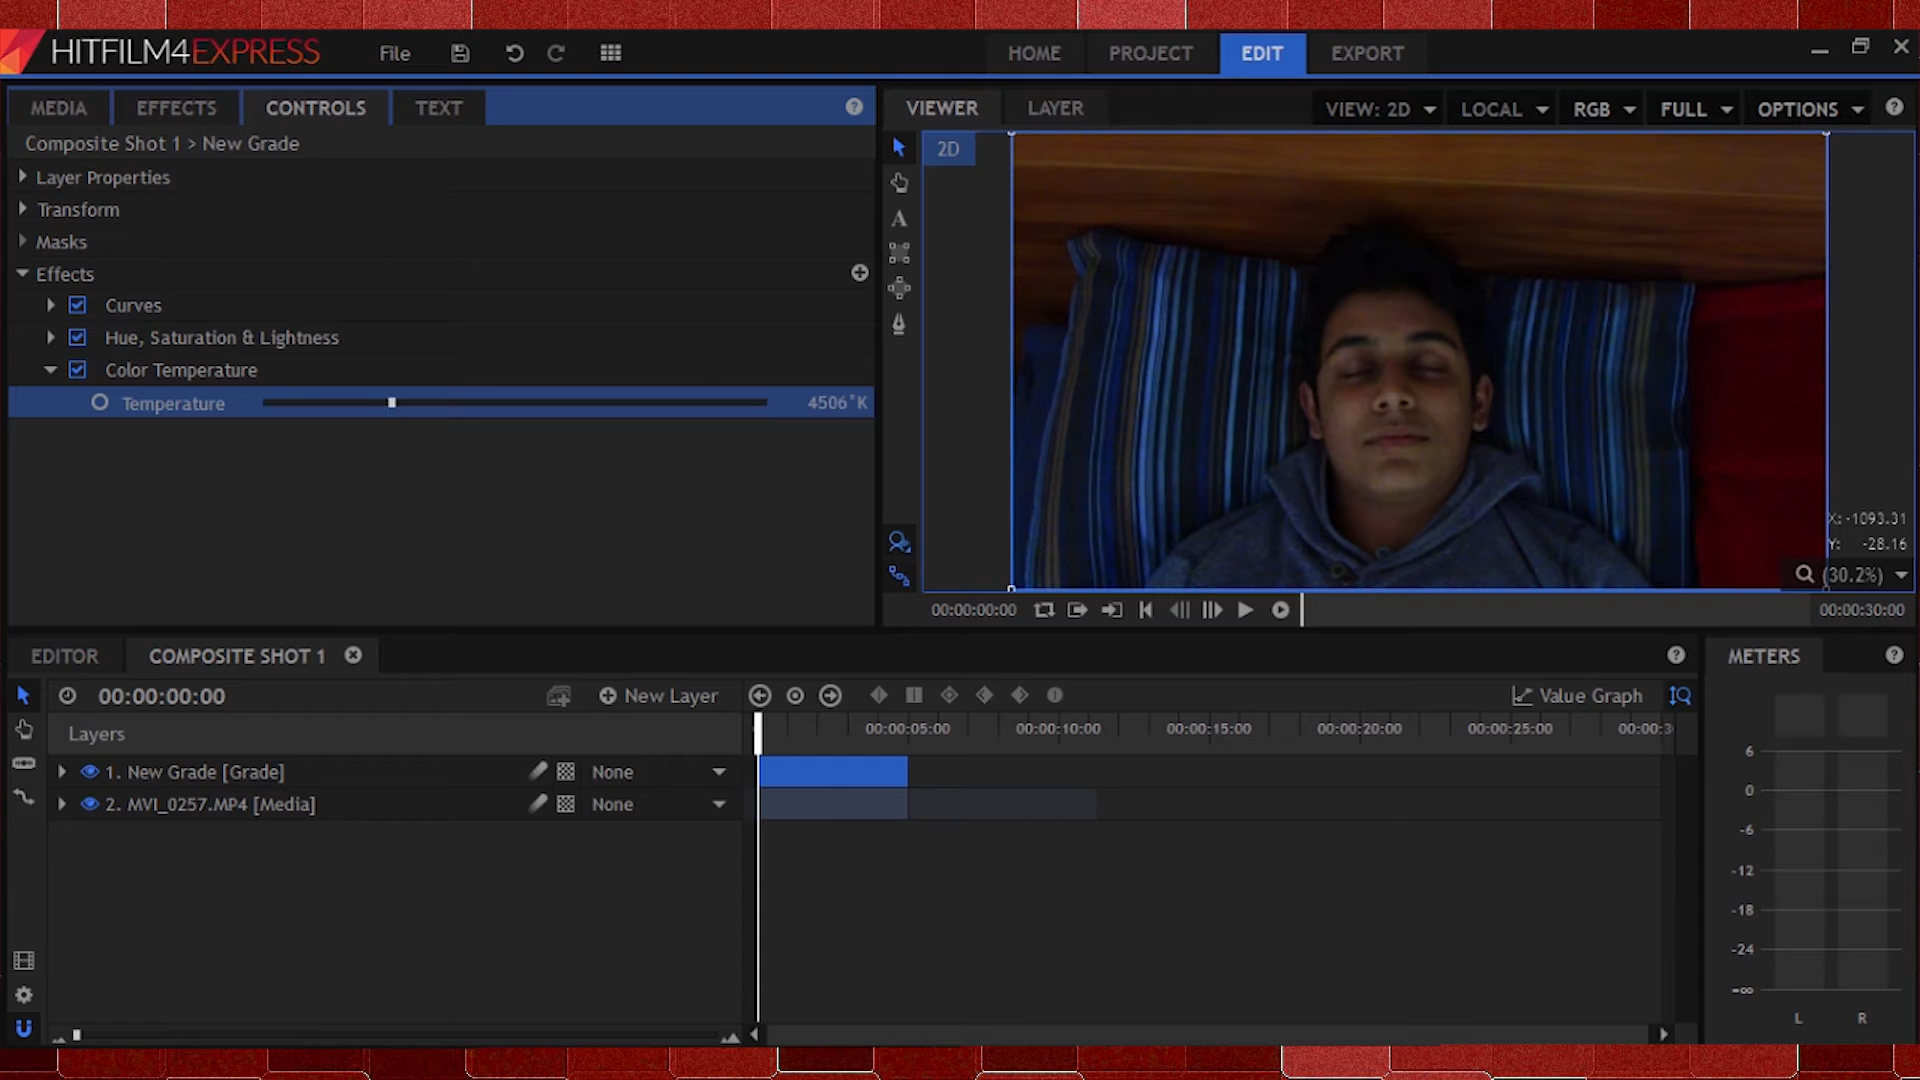 HITFILM4EXPRESS File HOME PROJECT EDIT EXPORT
MEDIA EFFECTS CONTROLS TEXT
Composite Shot 1 > New Grade
Layer Properties
Transform
Masks
Effects
Curves
Hue, Saturation & Lightness
Color Temperature
Temperature 4506°K
VIEWER LAYER VIEW: 2D LOCAL RGB FULL OPTIONS
2D
A
X: -1093.31
Y: -28.16
(30.2%)
00:00:00:00 00:00:30:00
EDITOR COMPOSITE SHOT 1
00:00:00:00 New Layer Value Graph
Layers 00:00:05:00 00:00:10:00 00:00:15:00 00:00:20:00 00:00:25:00 00:00:3
1. New Grade [Grade] None
2. MVI_0257.MP4 [Media] None
METERS
6
0
-6
-12
-18
-24
-∞
L R